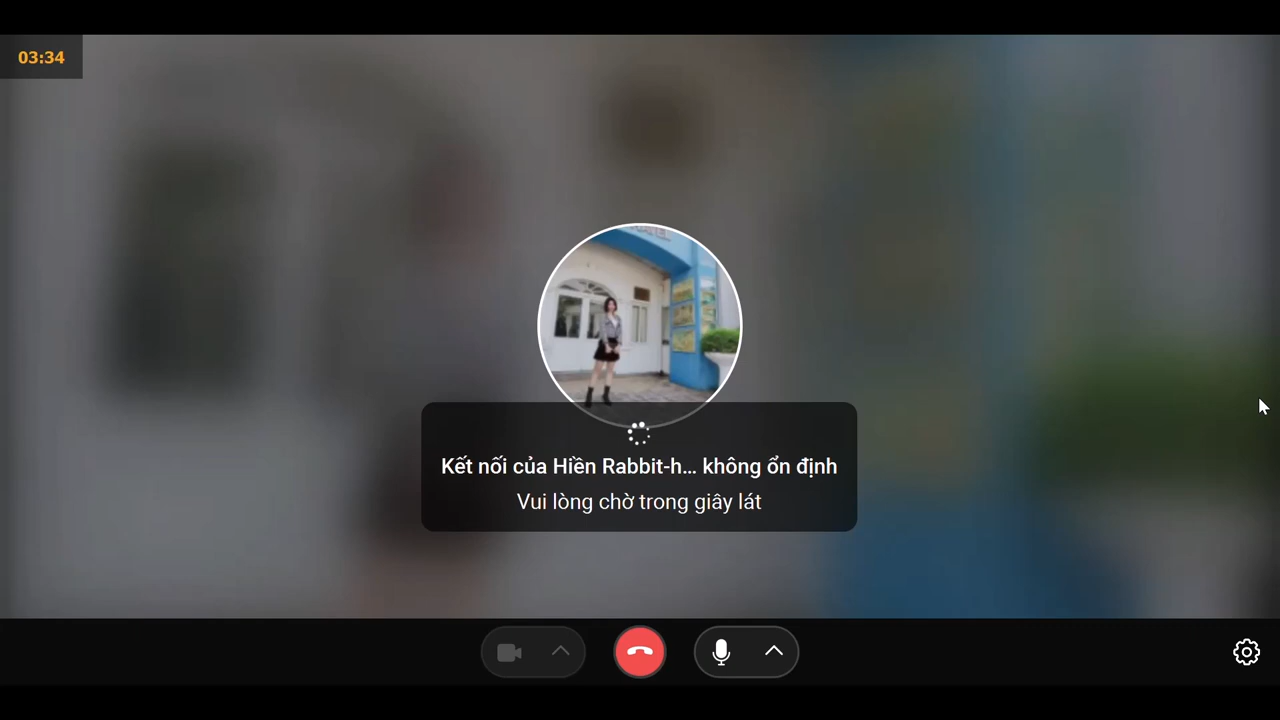 03:34
Kết nối của Hiền Rabbit-h... không ổn định
Vui lòng chờ trong giây lát